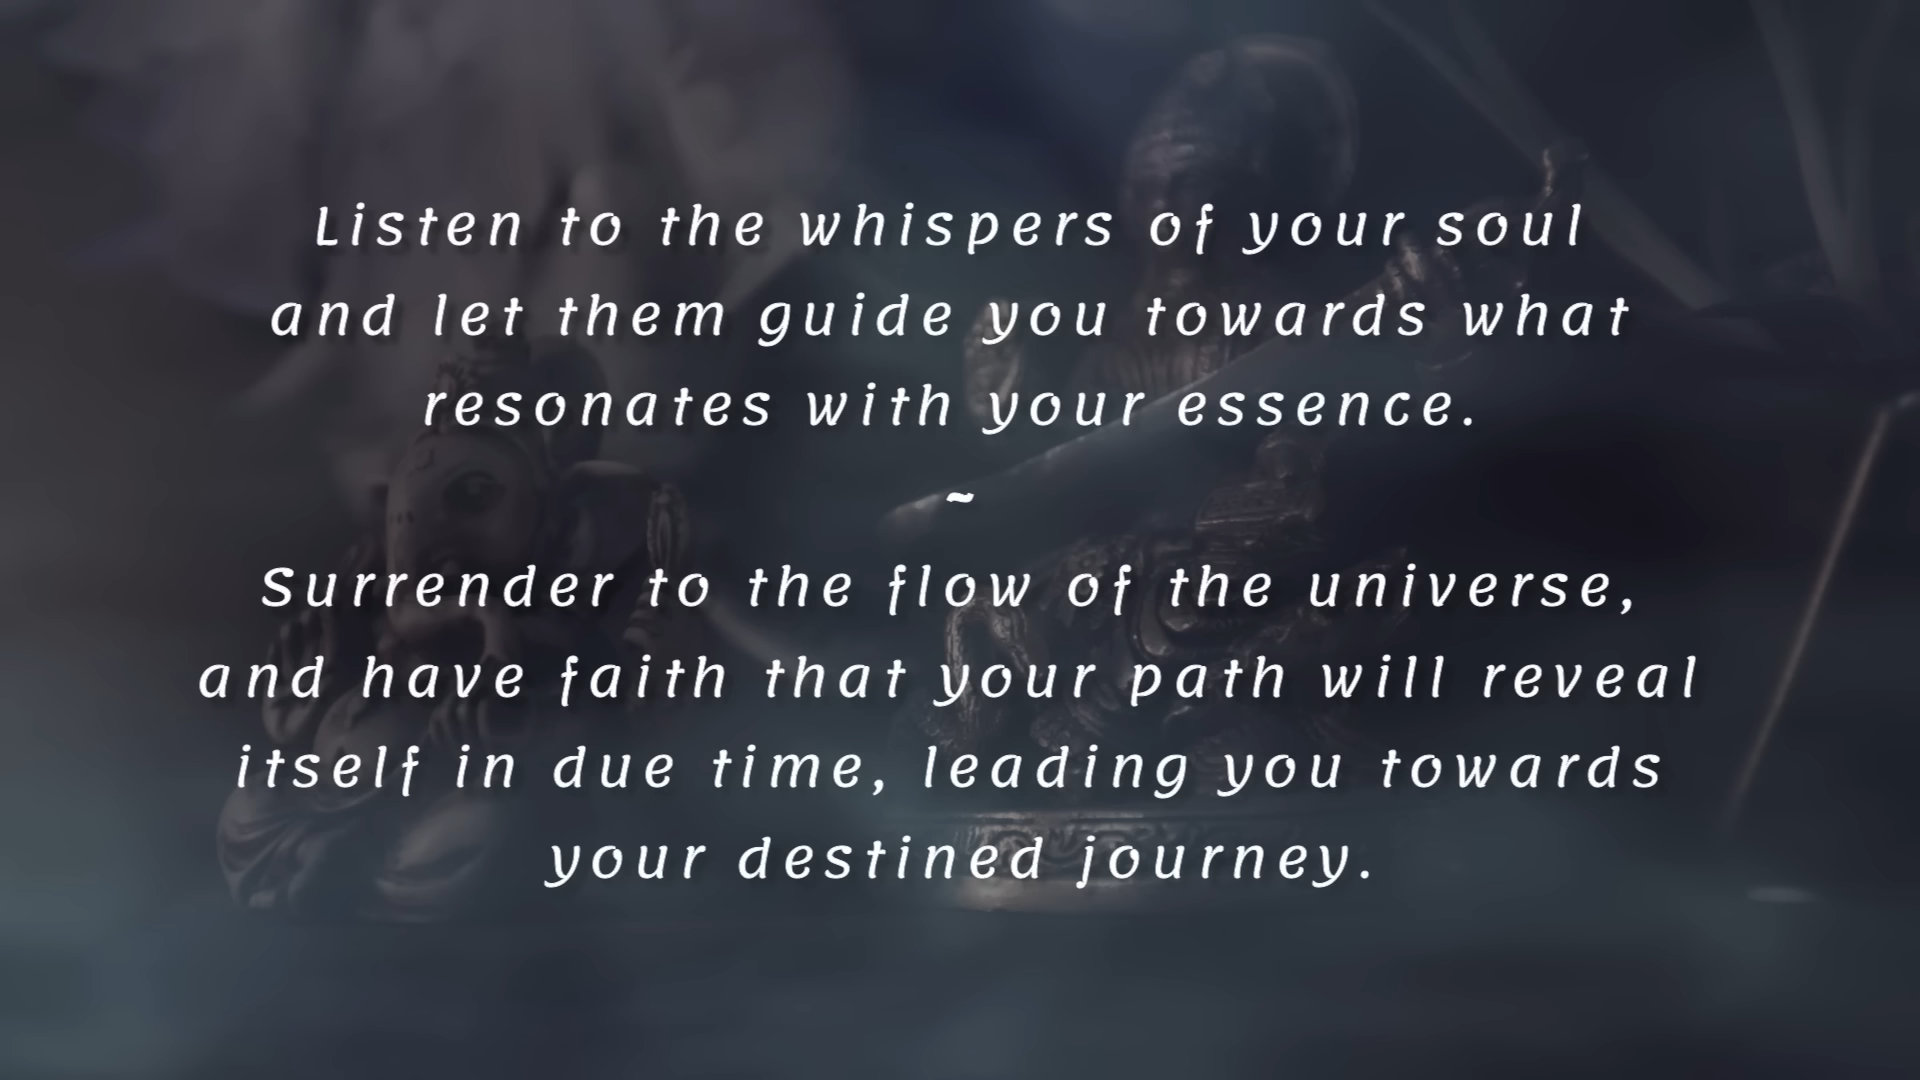 Listen to the whispers of your soul
and let them guide you towards what
resonates with your essence.
~
Surrender to the flow of the universe,
and have faith that your path will reveal
itself in due time, leading you towards
your destined journey.